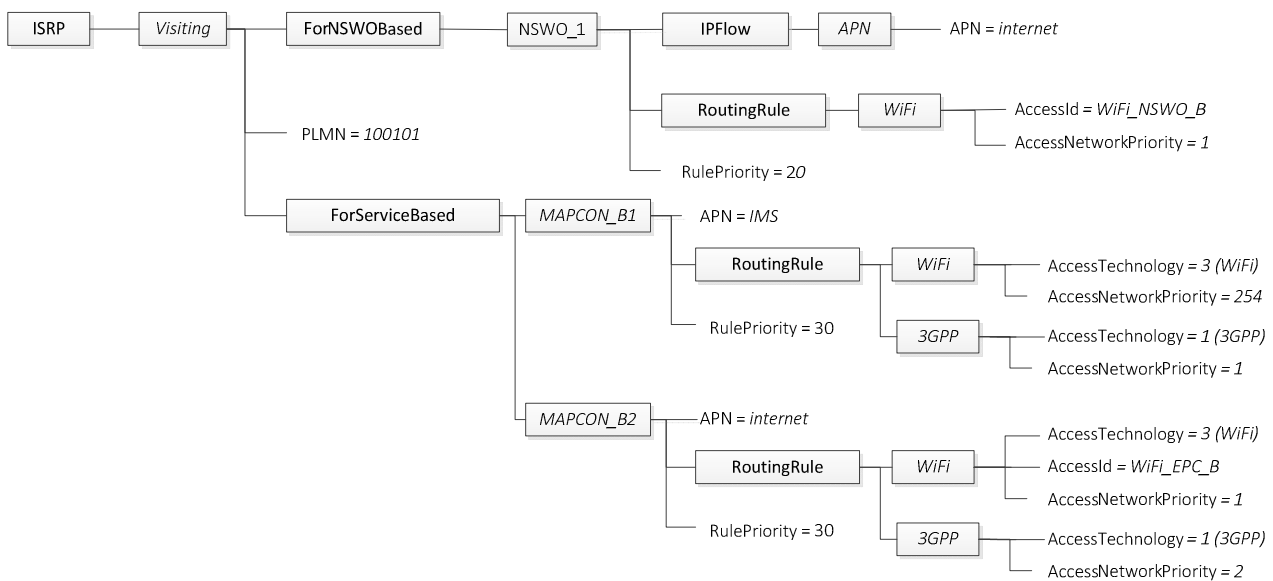 ISRP
Visiting
ForNSWOBased
NSWO_1
IPFlow
APN
APN = internet
RoutingRule
WiFi
AccessId = WiFi_NSWO_B
AccessNetworkPriority = 1
PLMN = 100101
RulePriority = 20
ForServiceBased
MAPCON_B1
APN = IMS
RoutingRule
WiFi
AccessTechnology = 3 (WiFi)
AccessNetworkPriority = 254
RulePriority = 30
3GPP
AccessTechnology = 1 (3GPP)
AccessNetworkPriority = 1
MAPCON_B2
APN = internet
RoutingRule
WiFi
AccessTechnology = 3 (WiFi)
AccessId = WiFi_EPC_B
AccessNetworkPriority = 1
RulePriority = 30
3GPP
AccessTechnology = 1 (3GPP)
AccessNetworkPriority = 2